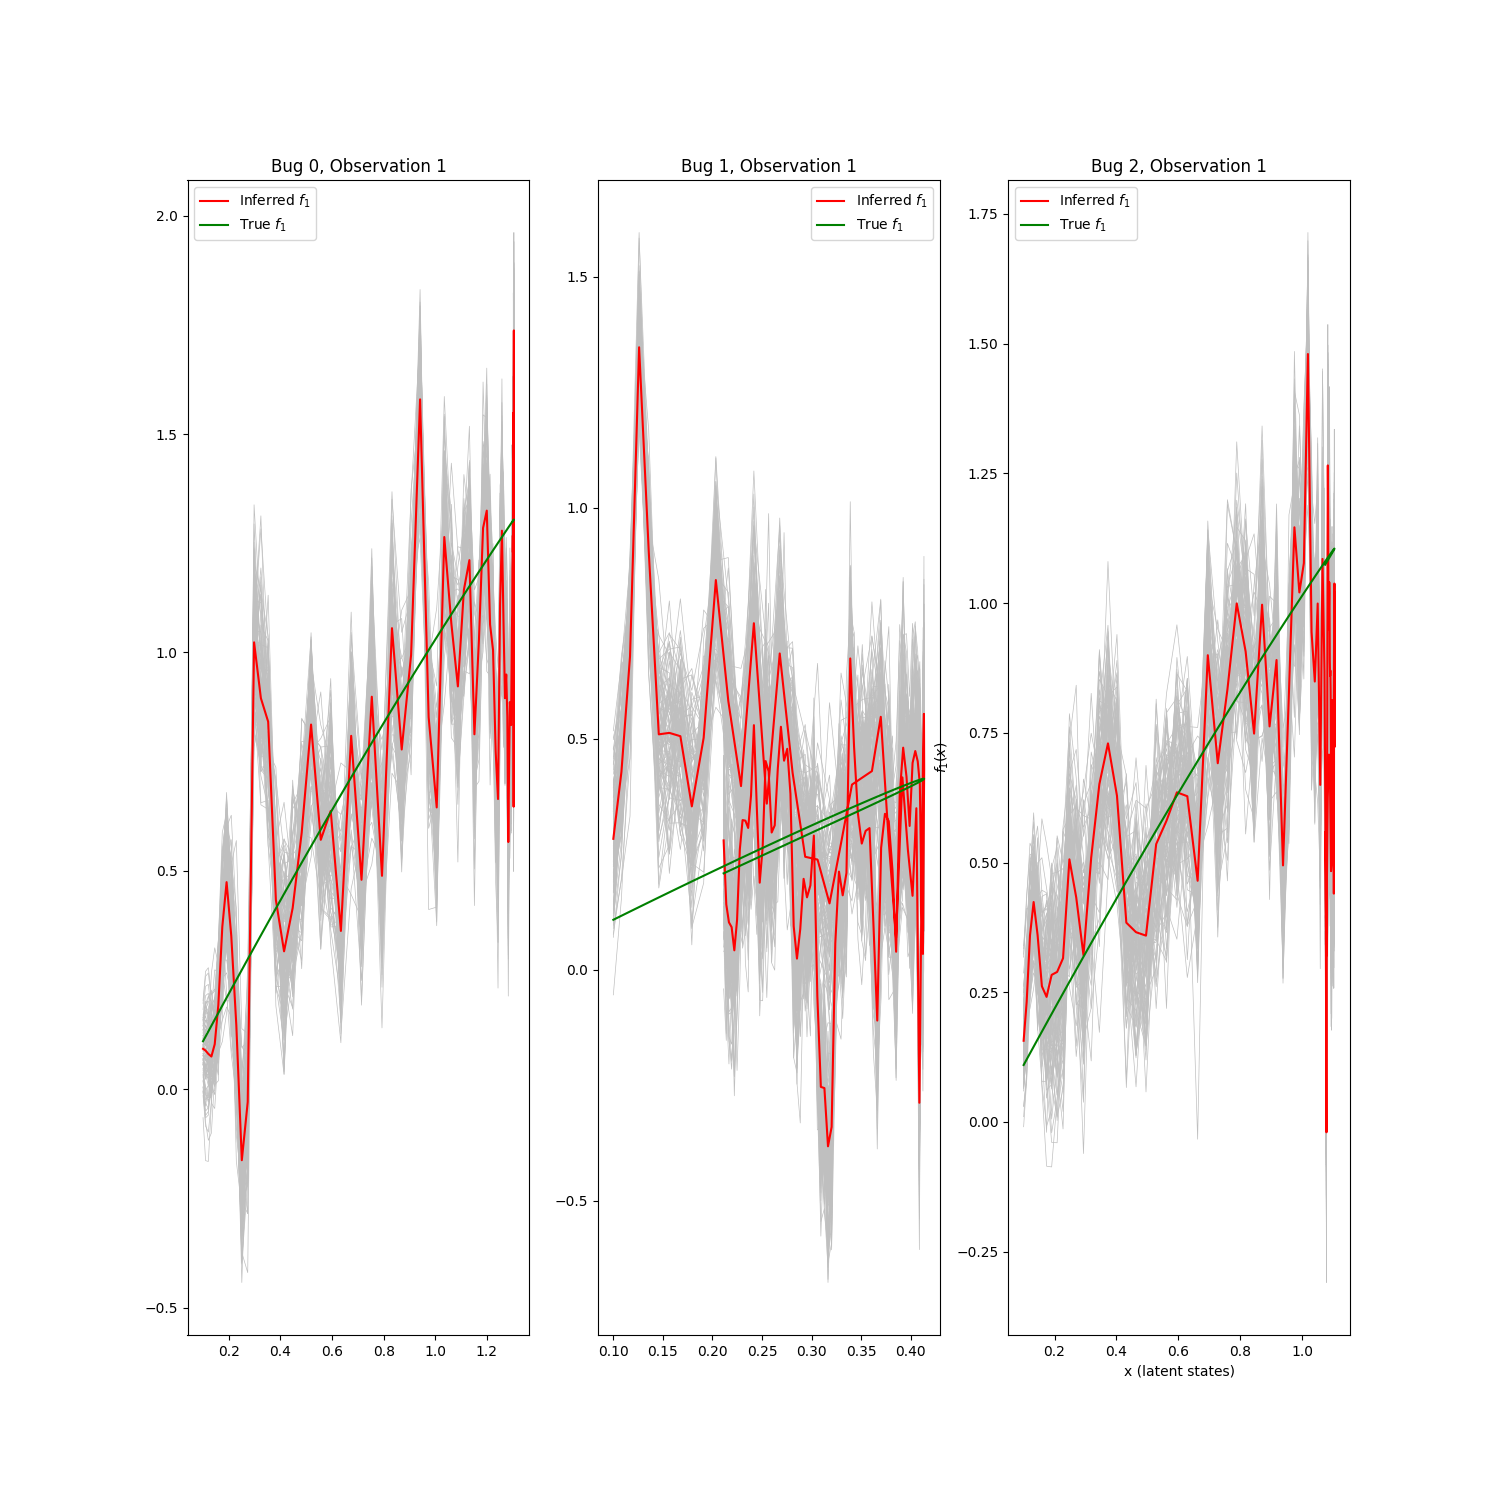 Bug 0, Observation 1
Inferred f₁
True f₁
2.0
1.5
1.0
0.5
0.0
−0.5
0.2 0.4 0.6 0.8 1.0 1.2
Bug 1, Observation 1
Inferred f₁
True f₁
1.5
1.0
0.5
0.0
−0.5
0.10 0.15 0.20 0.25 0.30 0.35 0.40
Bug 2, Observation 1
Inferred f₁
True f₁
f₁(x)
1.75
1.50
1.25
1.00
0.75
0.50
0.25
0.00
−0.25
0.2 0.4 0.6 0.8 1.0
x (latent states)